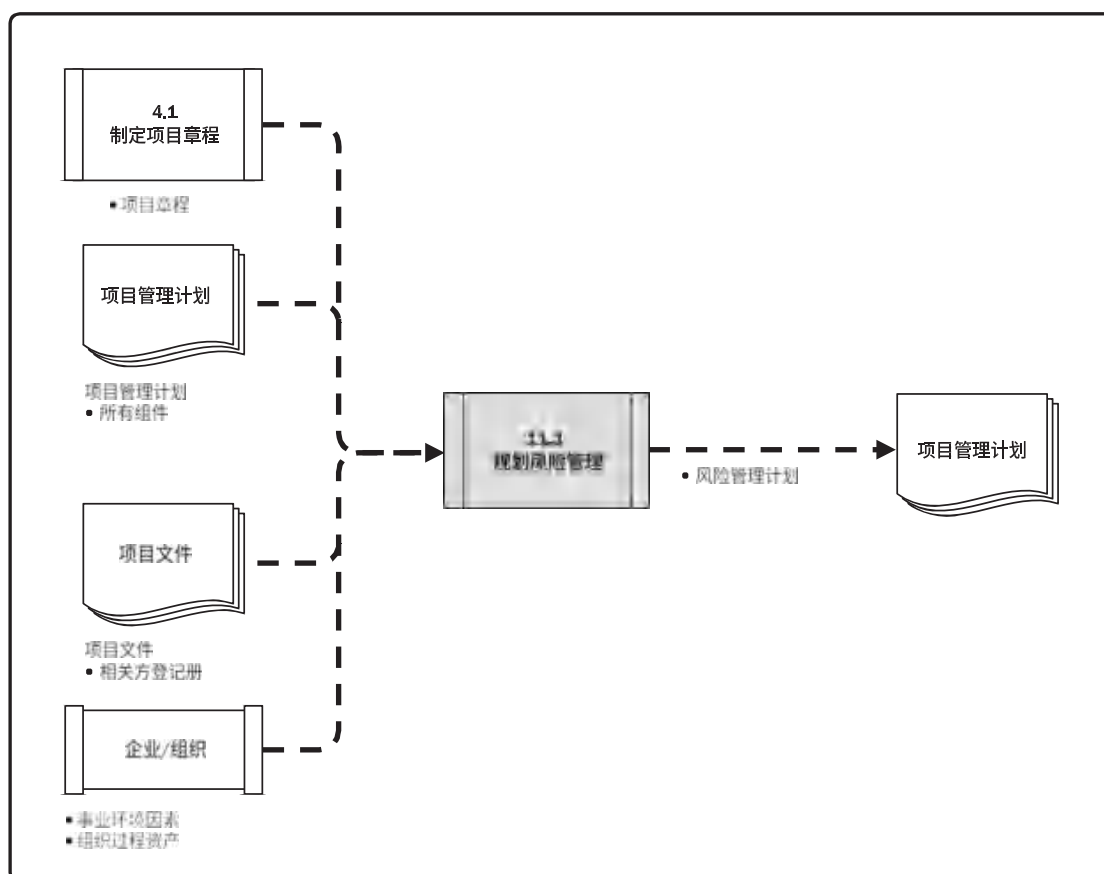 4.1
制定项目章程
▪ 项目章程
项目管理计划
项目管理计划
• 所有组件
11.1
规划风险管理
• 风险管理计划
项目管理计划
项目文件
项目文件
• 相关方登记册
企业/组织
▪ 事业环境因素
▪ 组织过程资产